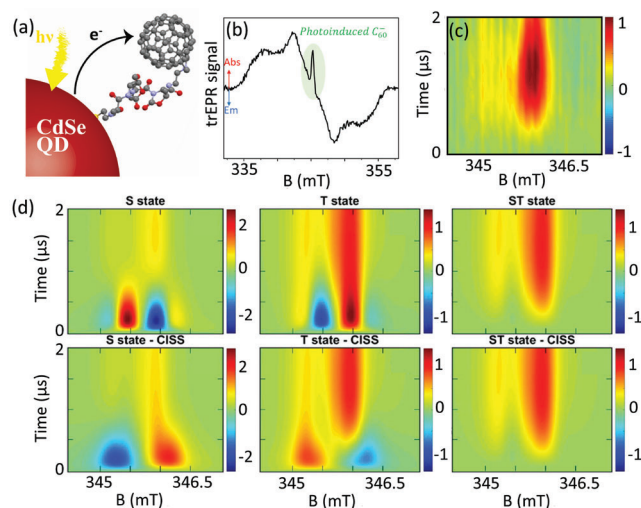 (a)
hν
e-
CdSe
QD
(b)
Photoinduced C60-
trEPR signal
Abs
Em
335
355
B (mT)
(c)
Time (μs)
2
0
345
346.5
B (mT)
1
0
-1
(d)
S state
T state
ST state
Time (μs)
2
0
2
0
-2
1
0
-1
1
0
-1
S state - CISS
T state - CISS
ST state - CISS
Time (μs)
2
0
2
0
-2
1
0
-1
1
0
-1
345
346.5
345
346.5
345
346.5
B (mT)
B (mT)
B (mT)